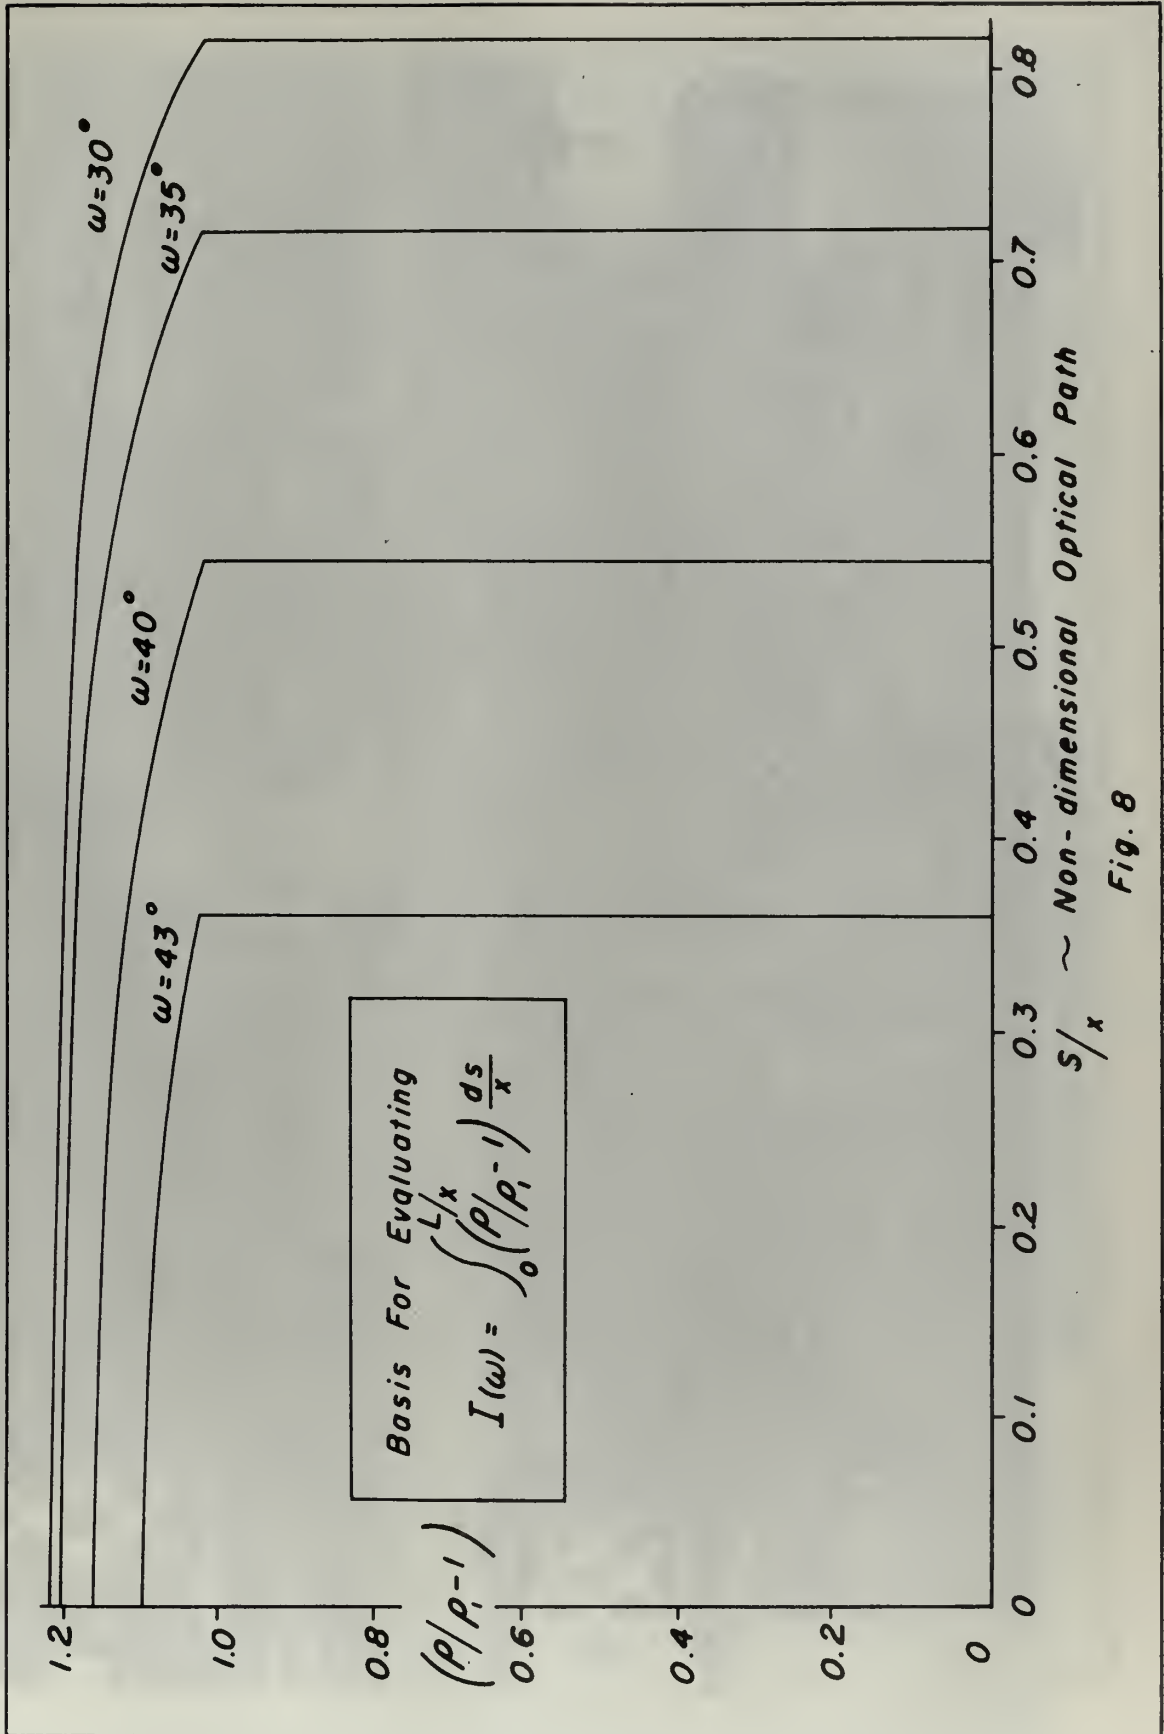 ω=30°
ω=35°
ω=40°
ω=43°
Basis For Evaluating
I(ω) = ∫₀^{L/x} (ρ/ρ₁-1) ds/x
(ρ/ρ₁-1)
1.2
1.0
0.8
0.6
0.4
0.2
0
0 0.1 0.2 0.3 0.4 0.5 0.6 0.7 0.8
S/x ~ Non-dimensional Optical Path
Fig. 8